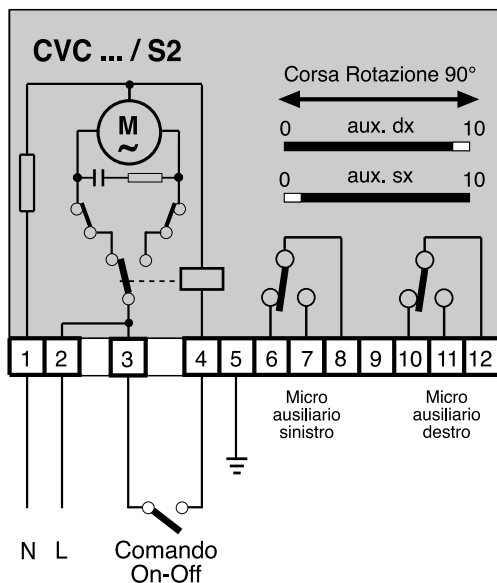 CVC ... / S2
Corsa Rotazione 90°
M
~
0 aux. dx 10
0 aux. sx 10
1 2 3 4 5 6 7 8 9 10 11 12
Micro
ausiliario
sinistro
Micro
ausiliario
destro
N L
Comando
On-Off